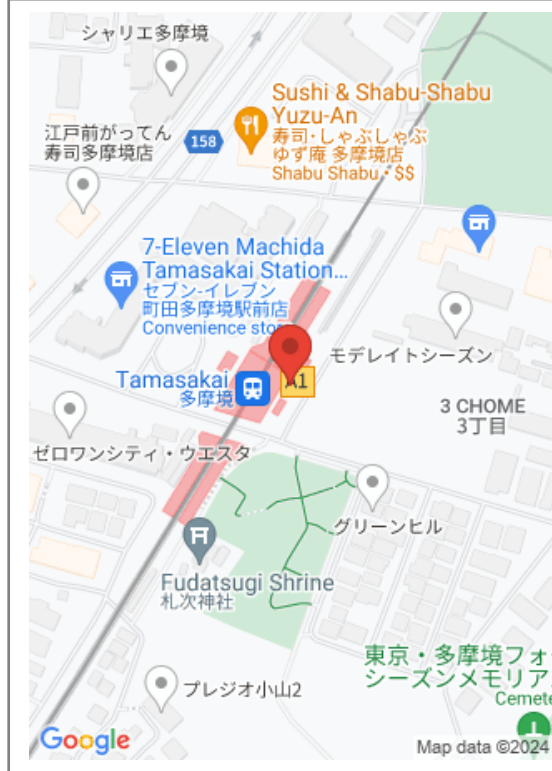 シャリエ多摩境
Sushi & Shabu-Shabu
Yuzu-An
寿司・しゃぶしゃぶ
ゆず庵 多摩境店
Shabu Shabu・$$
江戸前がってん
寿司多摩境店
158
7-Eleven Machida
Tamasakai Station...
セブン-イレブン
町田多摩境駅前店
Convenience stor
モデレイトシーズン
Tamasakai
多摩境
A1
3 CHOME
3丁目
ゼロワンシティ・ウエスタ
グリーンヒル
Fudatsugi Shrine
札次神社
東京・多摩境フォ
シーズンメモリア
Cemete
プレジオ小山2
Google
Map data ©2024